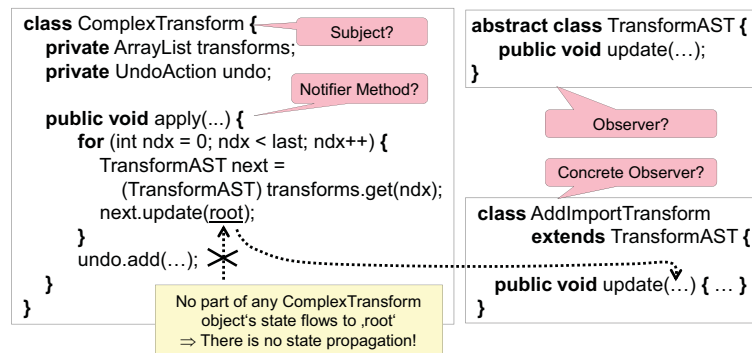 class ComplexTransform {
Subject?
private ArrayList transforms;
private UndoAction undo;
Notifier Method?
public void apply(...) {
for (int ndx = 0; ndx < last; ndx++) {
TransformAST next =
(TransformAST) transforms.get(ndx);
next.update(root);
}
undo.add(…);
}
}
No part of any ComplexTransform
object‘s state flows to ‚root‘
⇒ There is no state propagation!
abstract class TransformAST {
public void update(…);
}
Observer?
Concrete Observer?
class AddImportTransform
extends TransformAST {
public void update(…) { … }
}